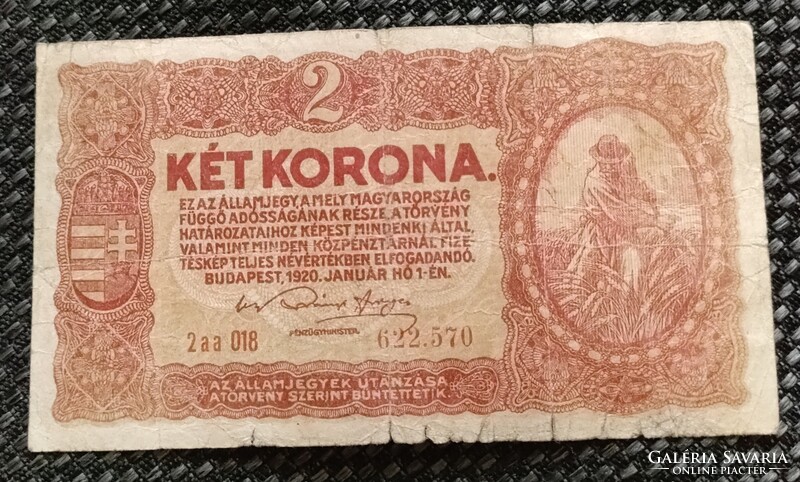 2
KÉT KORONA.
EZ AZ ÁLLAMJEGY, AMELY MAGYARORSZÁG
FÜGGŐ ADÓSSÁGÁNAK RÉSZE, A TÖRVÉNY
HATÁROZATAIHOZ KÉPEST MINDENKI ÁLTAL,
VALAMINT MINDEN KÖZPÉNZTÁRNÁL FIZE-
TÉSKÉP TELJES NÉVÉRTÉKBEN ELFOGADANDÓ.
BUDAPEST, 1920. JANUÁR HÓ 1-ÉN.
PÉNZÜGYMINISTER.
2aa 018 622.570
AZ ÁLLAMJEGYEK UTÁNZÁSA
A TÖRVÉNY SZERINT BÜNTETTETIK.
GALÉRIA SAVARIA
ONLINE PIACTÉR